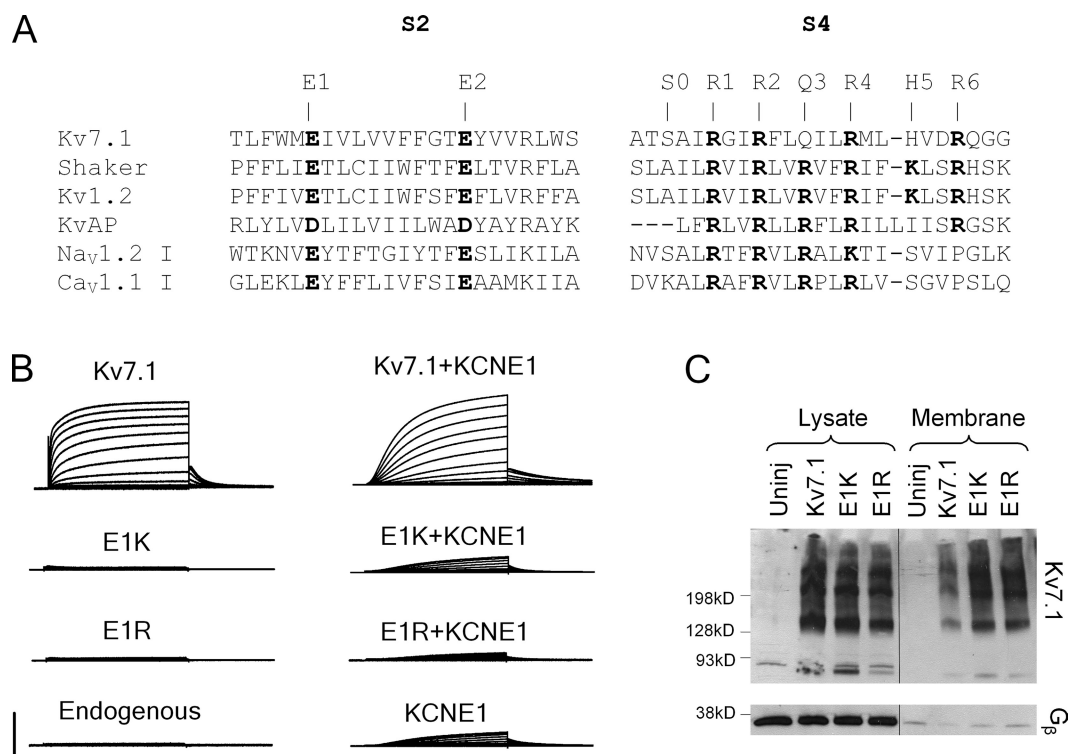 A
S2 S4
E1 E2 S0 R1 R2 Q3 R4 H5 R6
Kv7.1 TLFWMEIVLVVFFGTEYVVRLWS ATSAIRGIRFLQILRML-HVDRQGG
Shaker PFFLIETLCIIWFTFELTVRFLA SLAILRVIRLVRVFRIF-KLSRHSK
Kv1.2 PFFIVETLCIIWFSFEFLVRFFA SLAILRVIRLVRVFRIF-KLSRHSK
KvAP RLYLVDLILVIILWADYAYRAYK ---LFRLVRLLRFLRILLIISRGSK
NaV1.2 I WTKNVEYTFTGIYTFESLIKILA NVSALRTFRVLRALKTI-SVIPGLK
CaV1.1 I GLEKLEYFFLIVFSIEAAMKIIA DVKALRAFRVLRPLRLV-SGVPSLQ
B
Kv7.1 Kv7.1+KCNE1
E1K E1K+KCNE1
E1R E1R+KCNE1
Endogenous KCNE1
C
Lysate Membrane
Uninj Kv7.1 E1K E1R Uninj Kv7.1 E1K E1R
198kD
128kD
93kD
Kv7.1
38kD
Gβ